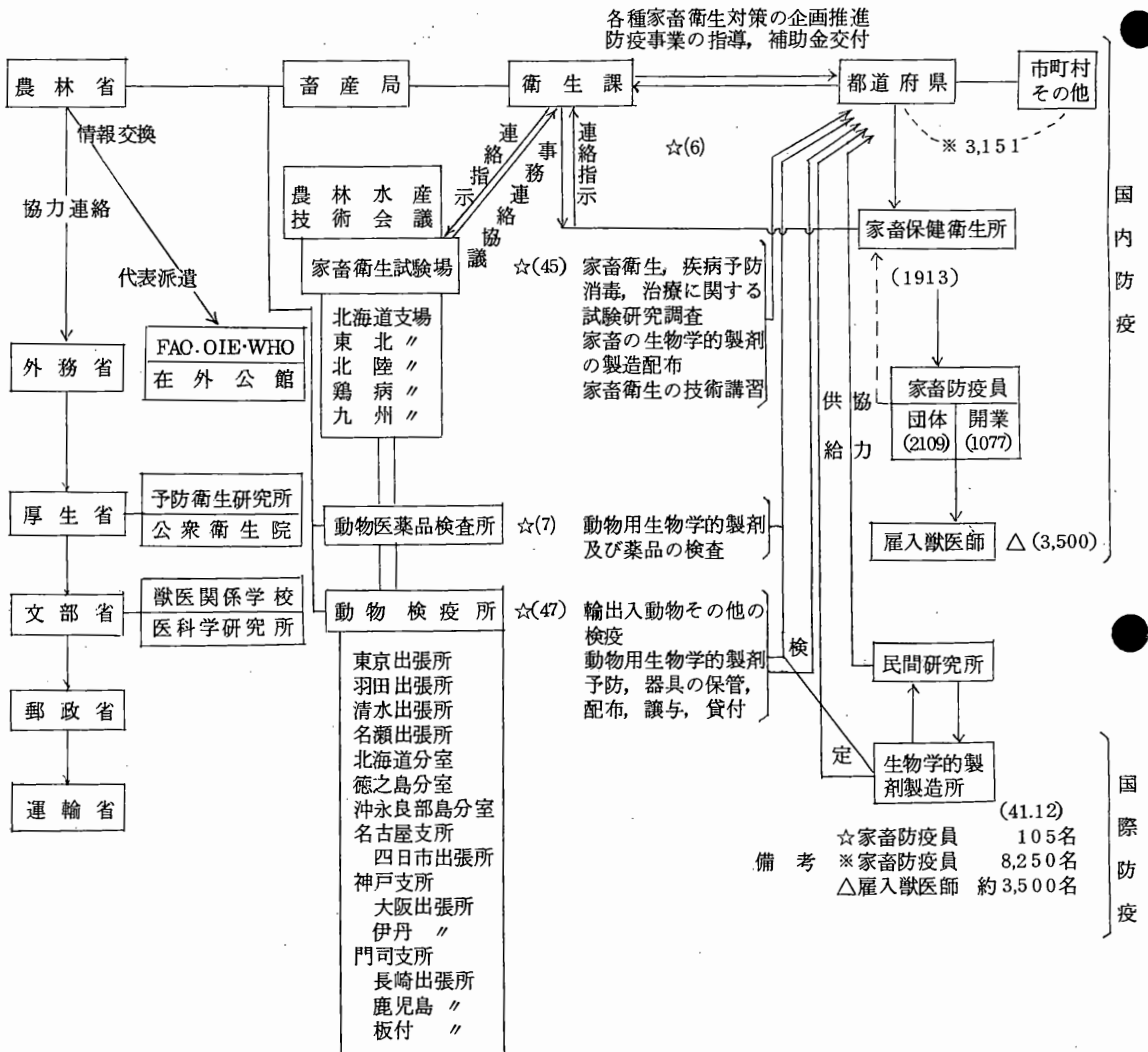 各種家畜衛生対策の企画推進
防疫事業の指導，補助金交付
農林省
畜産局
衛生課
都道府県
市町村
その他
情報交換
協力連絡
代表派遣
連絡指示
事務連絡協議
連絡指示
☆(6)
※ 3,151
農林水産
技術会議
家畜衛生試験場
北海道支場
東北 〃
北陸 〃
鶏病 〃
九州 〃
☆(45) 家畜衛生，疾病予防
消毒，治療に関する
試験研究調査
家畜の生物学的製剤
の製造配布
家畜衛生の技術講習
家畜保健衛生所
(1913)
家畜防疫員
団体
(2109)
開業
(1077)
雇入獣医師 △ (3,500)
国内防疫
外務省
FAO.OIE・WHO
在外公館
厚生省
予防衛生研究所
公衆衛生院
文部省
獣医関係学校
医科学研究所
郵政省
運輸省
動物医薬品検査所 ☆(7) 動物用生物学的製剤
及び薬品の検査
動物検疫所 ☆(47) 輸出入動物その他の
検疫
動物用生物学的製剤
予防，器具の保管，
配布，譲与，貸付
東京出張所
羽田出張所
清水出張所
名瀬出張所
北海道分室
徳之島分室
沖永良部島分室
名古屋支所
四日市出張所
神戸支所
大阪出張所
伊丹 〃
門司支所
長崎出張所
鹿児島 〃
板付 〃
供給
協力
検定
民間研究所
生物学的製
剤製造所
(41.12)
備考
☆家畜防疫員 105名
※家畜防疫員 8,250名
△雇入獣医師 約3,500名
国際防疫